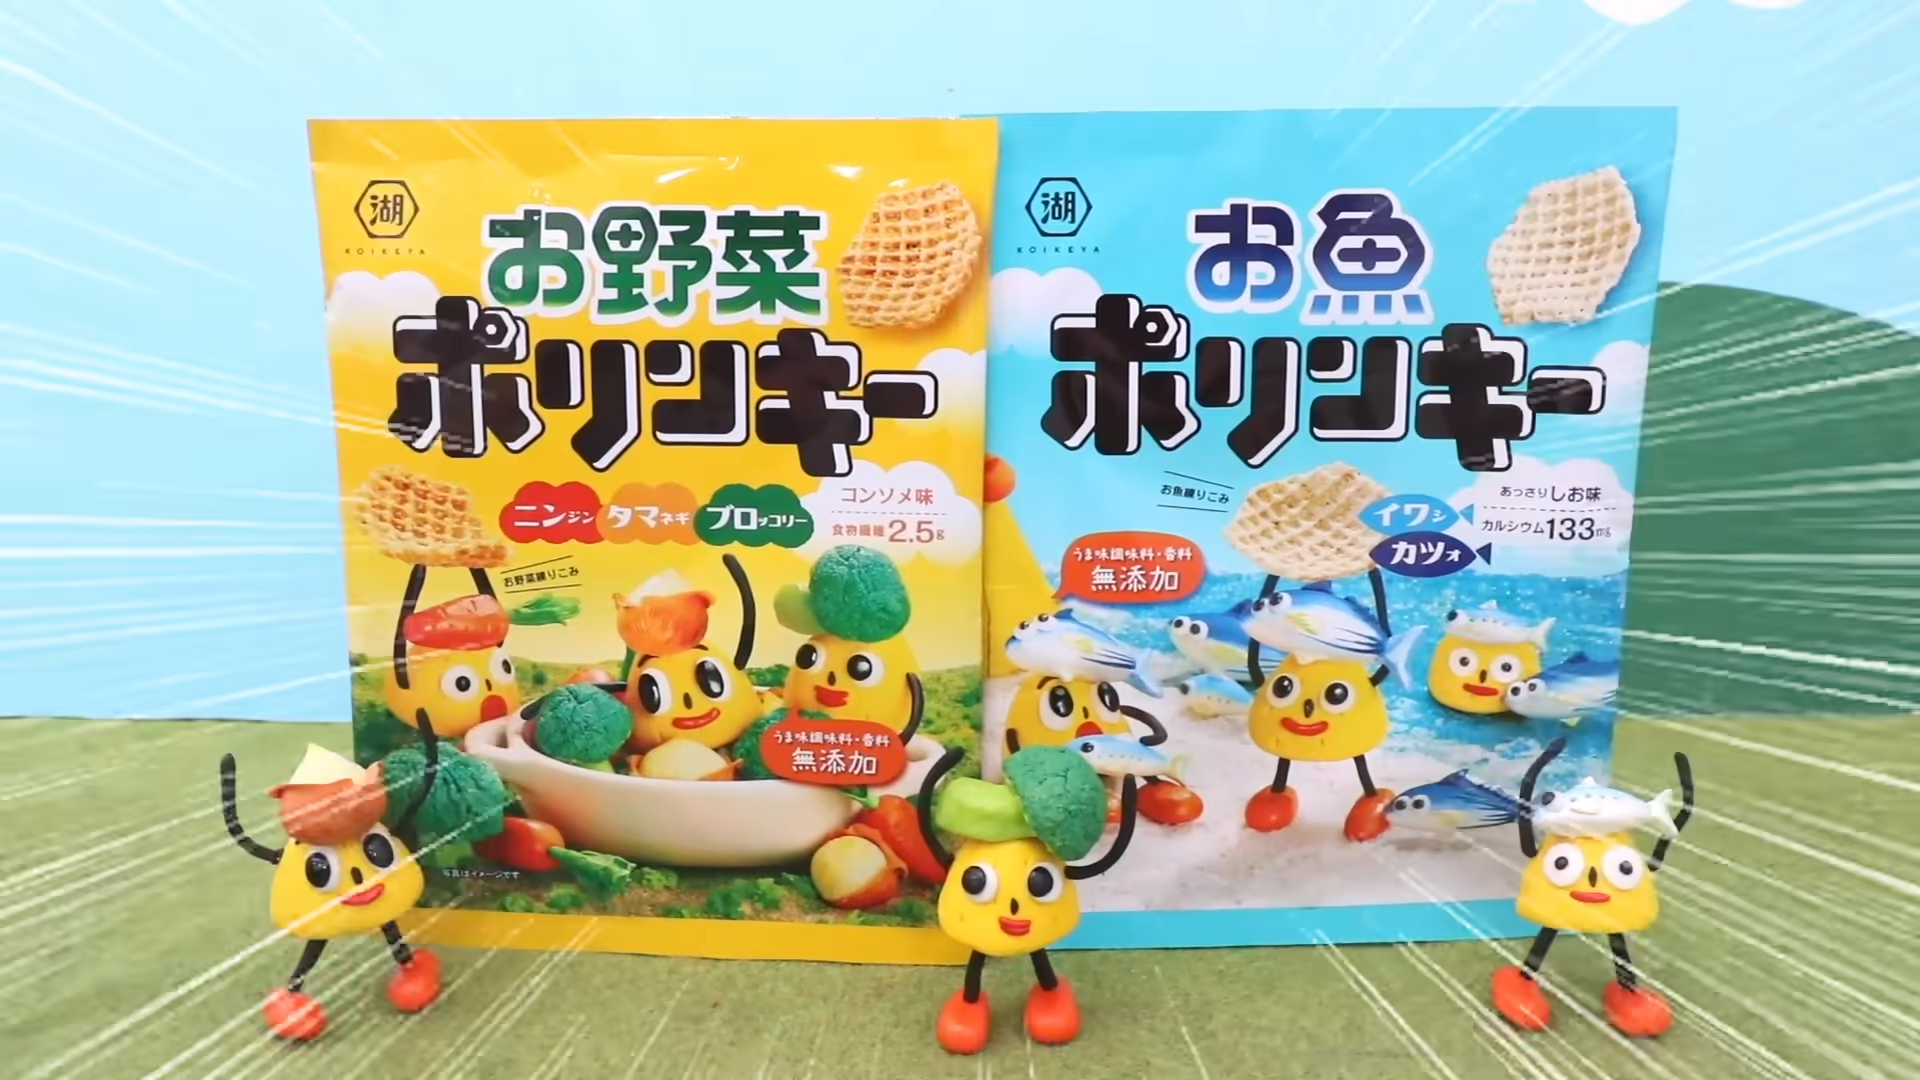 湖
KOIKEYA
お野菜
ポリンキー
ニンジン タマネギ ブロッコリー
コンソメ味
食物繊維2.5g
お野菜練りこみ
うま味調味料・香料
無添加
写真はイメージです
湖
KOIKEYA
お魚
ポリンキー
お魚練りこみ
イワシ
カツオ
あっさりしお味
カルシウム133mg
うま味調味料・香料
無添加